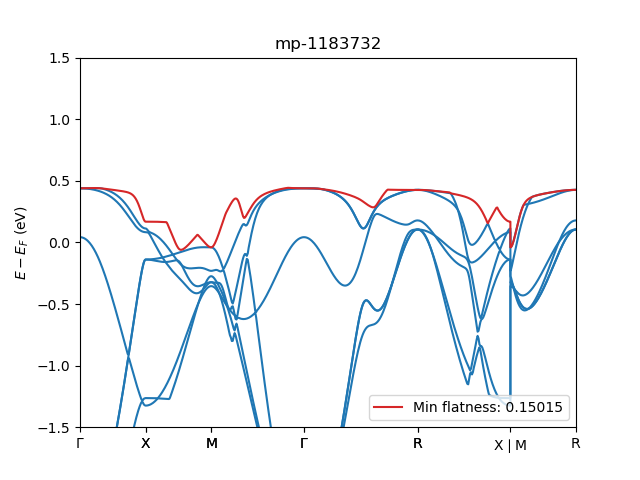 mp-1183732
1.5
1.0
0.5
0.0
−0.5
−1.0
−1.5
E − E_F (eV)
Min flatness: 0.15015
Γ X M Γ R X | M R